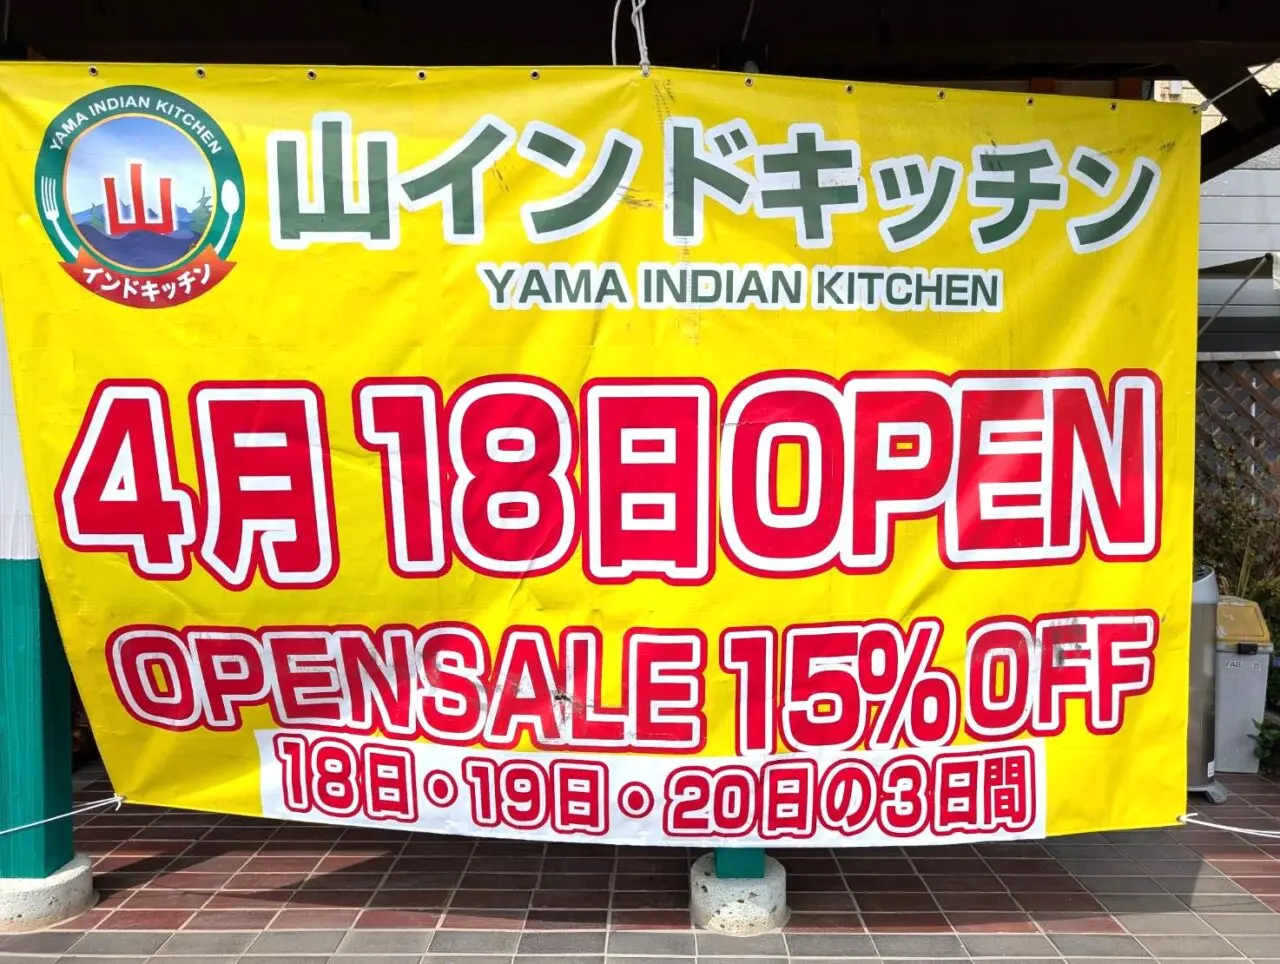 YAMA INDIAN KITCHEN
山
インドキッチン
山インドキッチン
YAMA INDIAN KITCHEN
4月18日OPEN
OPENSALE 15% OFF
18日・19日・20日の3日間